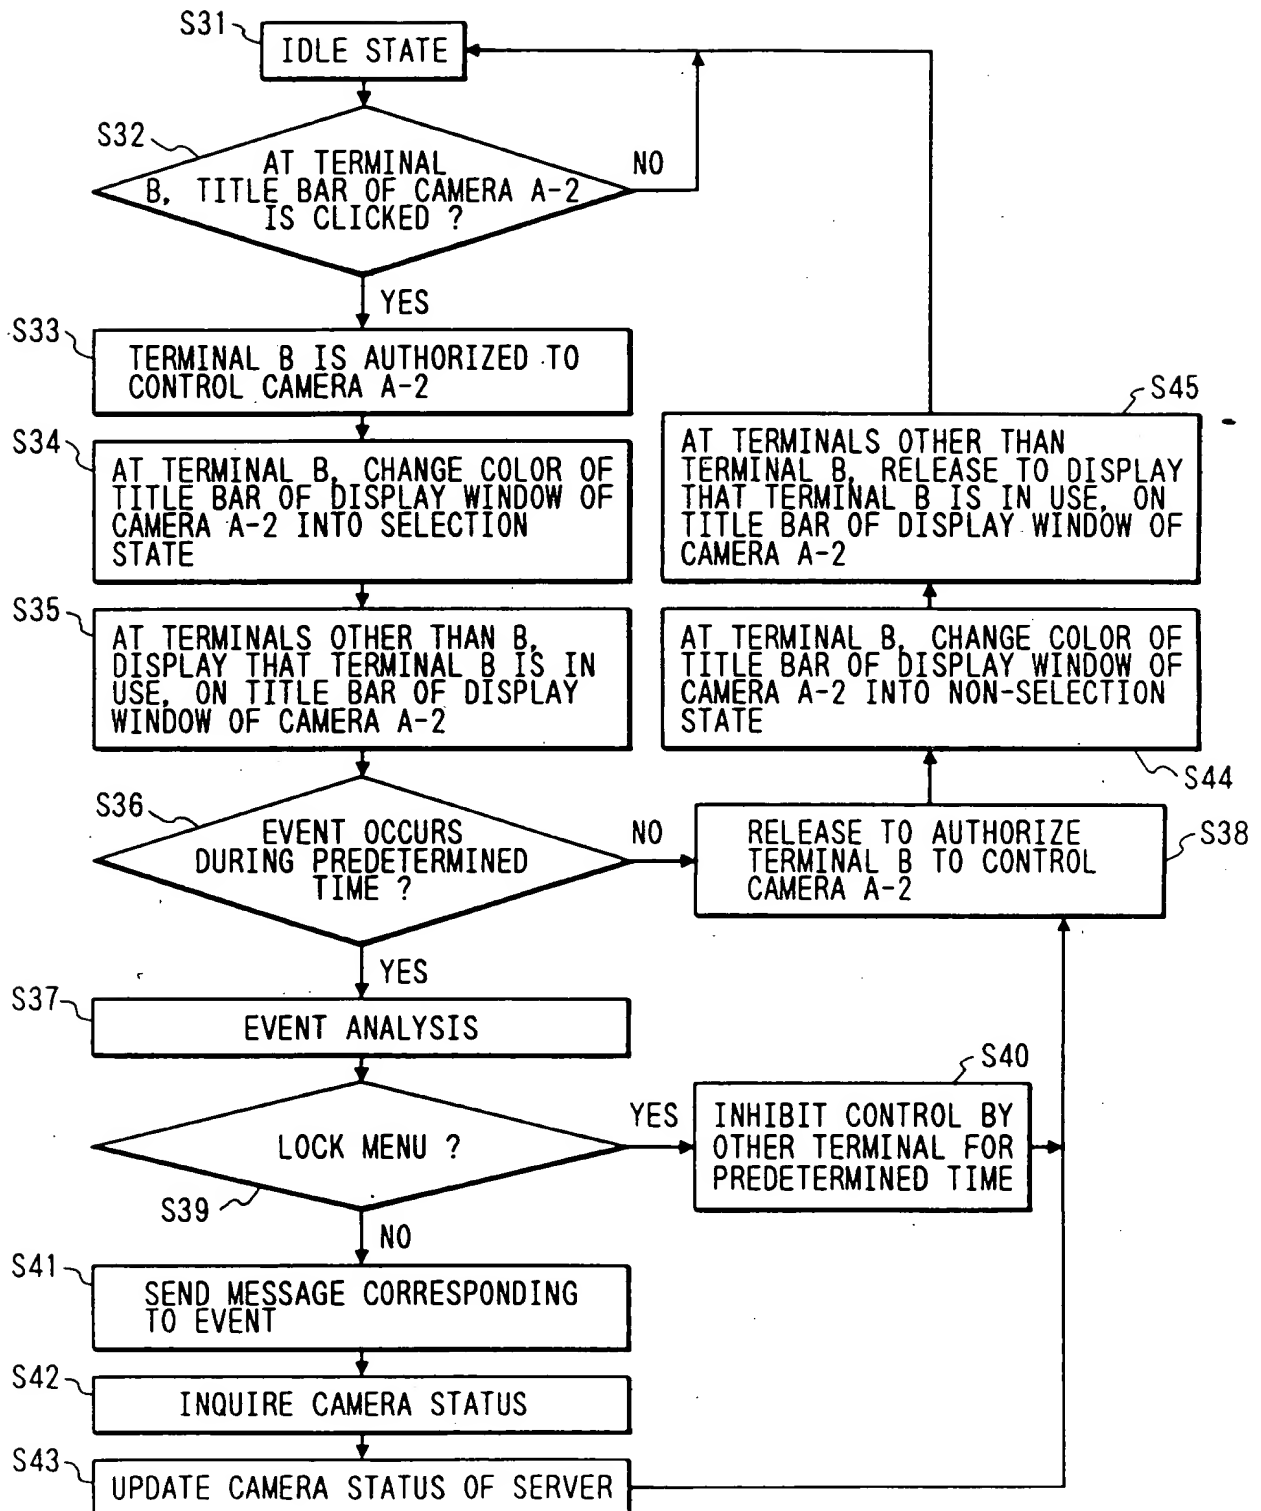 S31
IDLE STATE
S32
AT TERMINAL
B, TITLE BAR OF CAMERA A-2
IS CLICKED ?
NO
YES
S33
TERMINAL B IS AUTHORIZED TO
CONTROL CAMERA A-2
S34
AT TERMINAL B, CHANGE COLOR OF
TITLE BAR OF DISPLAY WINDOW OF
CAMERA A-2 INTO SELECTION
STATE
S35
AT TERMINALS OTHER THAN B,
DISPLAY THAT TERMINAL B IS IN
USE, ON TITLE BAR OF DISPLAY
WINDOW OF CAMERA A-2
S36
EVENT OCCURS
DURING PREDETERMINED
TIME ?
NO
YES
S37
EVENT ANALYSIS
LOCK MENU ?
S39
YES
NO
S40
INHIBIT CONTROL BY
OTHER TERMINAL FOR
PREDETERMINED TIME
S41
SEND MESSAGE CORRESPONDING
TO EVENT
S42
INQUIRE CAMERA STATUS
S43
UPDATE CAMERA STATUS OF SERVER
S38
RELEASE TO AUTHORIZE
TERMINAL B TO CONTROL
CAMERA A-2
S44
AT TERMINAL B, CHANGE COLOR OF
TITLE BAR OF DISPLAY WINDOW OF
CAMERA A-2 INTO NON-SELECTION
STATE
S45
AT TERMINALS OTHER THAN
TERMINAL B, RELEASE TO DISPLAY
THAT TERMINAL B IS IN USE, ON
TITLE BAR OF DISPLAY WINDOW OF
CAMERA A-2